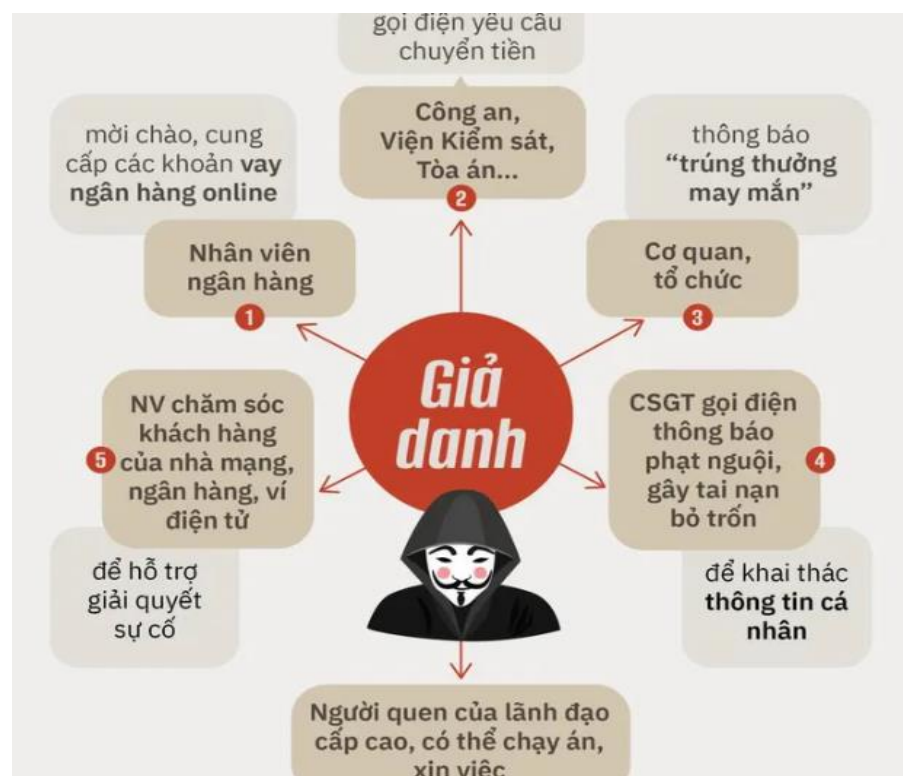 gọi điện yêu cầu
chuyển tiền
Công an,
Viện Kiểm sát,
Tòa án...
2
mời chào, cung
cấp các khoản vay
ngân hàng online
Nhân viên
ngân hàng
1
thông báo
“trúng thưởng
may mắn”
Cơ quan,
tổ chức
3
Giả
danh
NV chăm sóc
khách hàng
của nhà mạng,
ngân hàng, ví
điện tử
5
để hỗ trợ
giải quyết
sự cố
CSGT gọi điện
thông báo
phạt nguội,
gây tai nạn
bỏ trốn
4
để khai thác
thông tin cá
nhân
Người quen của lãnh đạo
cấp cao, có thể chạy án,
xin việc